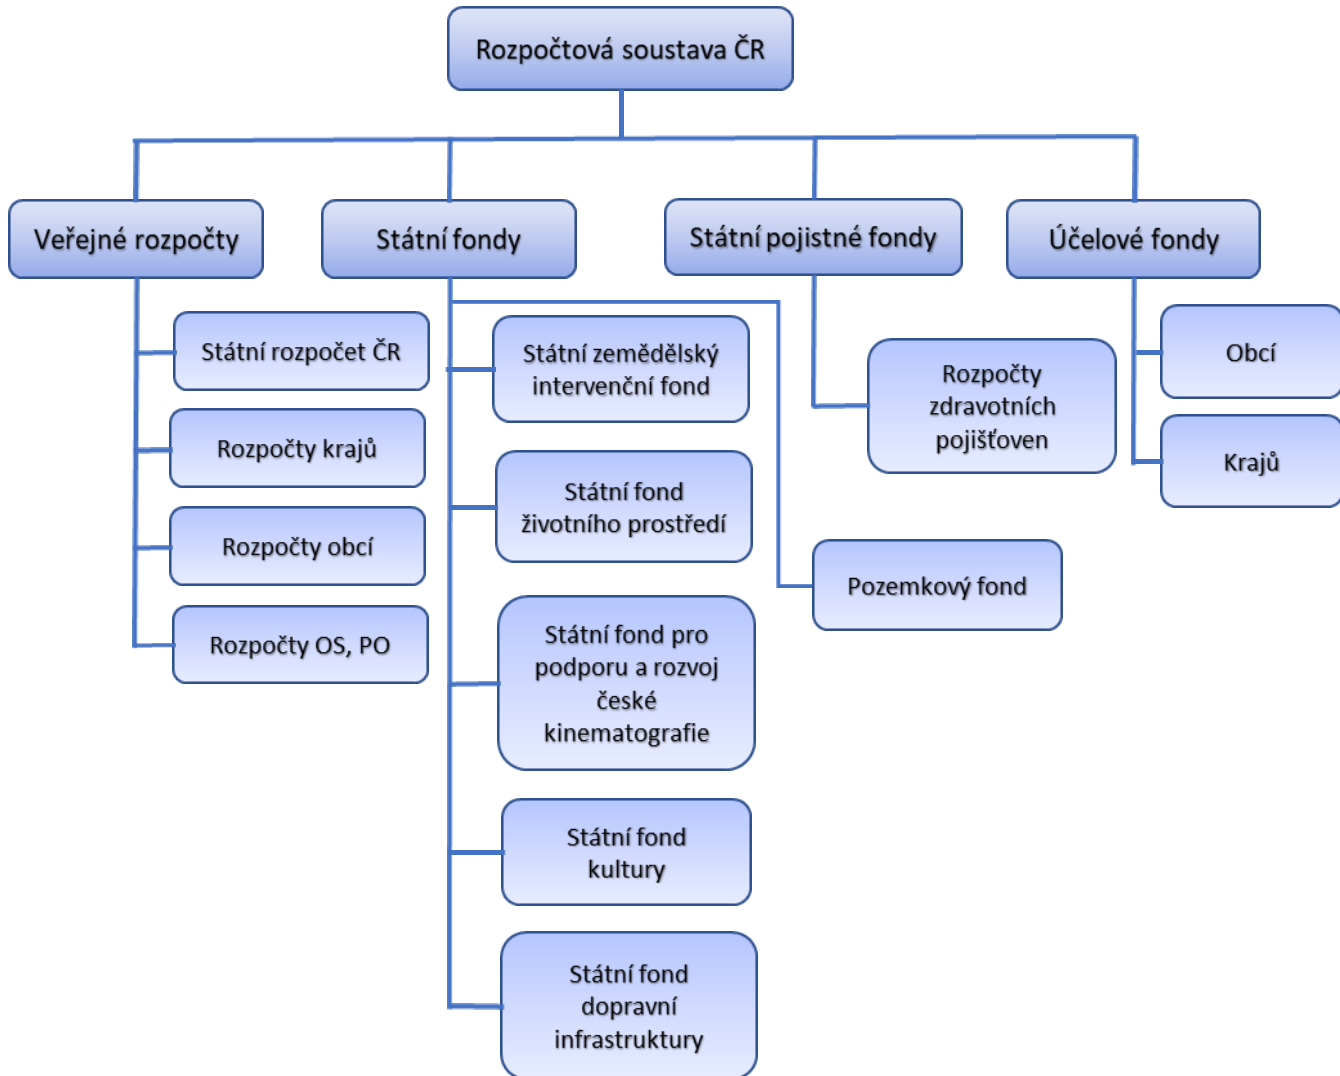 Rozpočtová soustava ČR
Veřejné rozpočty
Státní fondy
Státní pojistné fondy
Účelové fondy
Státní rozpočet ČR
Rozpočty krajů
Rozpočty obcí
Rozpočty OS, PO
Státní zemědělský
intervenční fond
Státní fond
životního prostředí
Státní fond pro
podporu a rozvoj
české
kinematografie
Státní fond
kultury
Státní fond
dopravní
infrastruktury
Pozemkový fond
Rozpočty
zdravotních
pojišťoven
Obcí
Krajů